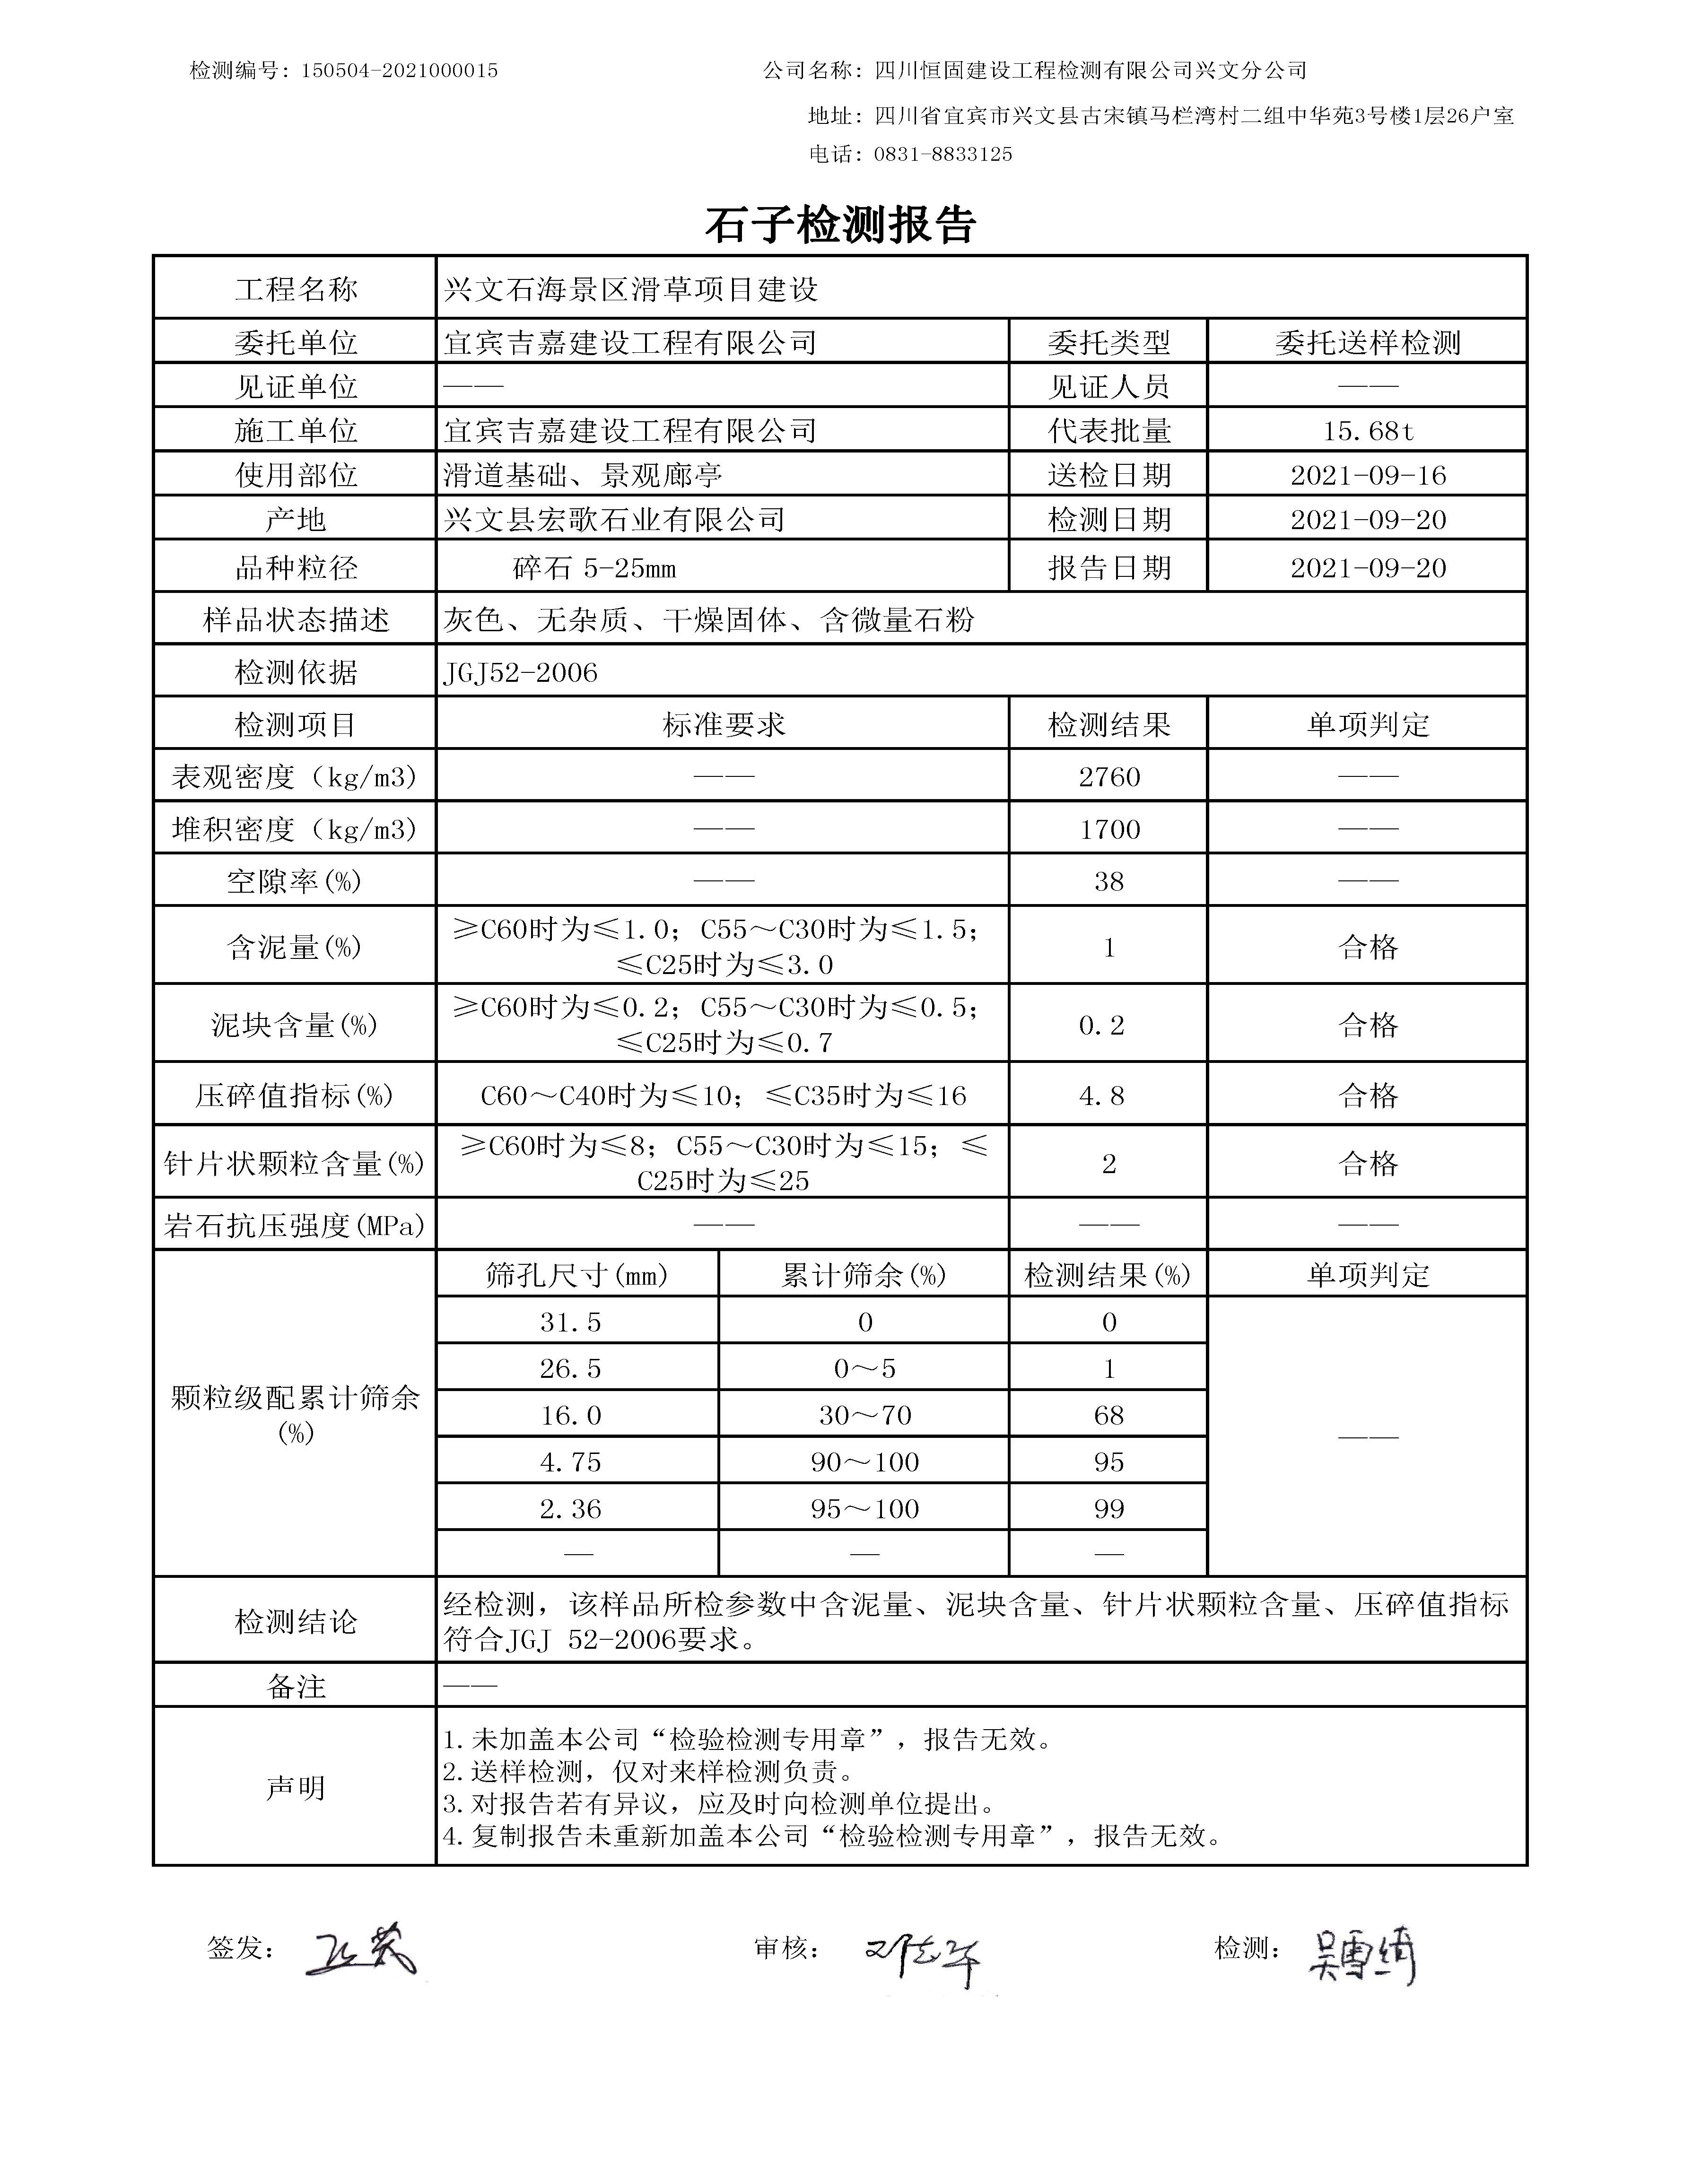 检测编号：150504-2021000015
公司名称：四川恒固建设工程检测有限公司兴文分公司
地址：四川省宜宾市兴文县古宋镇马栏湾村二组中华苑3号楼1层26户室
电话：0831-8833125
石子检测报告
工程名称 兴文石海景区滑草项目建设
委托单位 宜宾吉嘉建设工程有限公司 委托类型 委托送样检测
见证单位 —— 见证人员 ——
施工单位 宜宾吉嘉建设工程有限公司 代表批量 15.68t
使用部位 滑道基础、景观廊亭 送检日期 2021-09-16
产地 兴文县宏歌石业有限公司 检测日期 2021-09-20
品种粒径 碎石 5-25mm 报告日期 2021-09-20
样品状态描述 灰色、无杂质、干燥固体、含微量石粉
检测依据 JGJ52-2006
检测项目 标准要求 检测结果 单项判定
表观密度（kg/m3） —— 2760 ——
堆积密度（kg/m3） —— 1700 ——
空隙率(%) —— 38 ——
含泥量(%) ≥C60时为≤1.0；C55～C30时为≤1.5；
≤C25时为≤3.0 1 合格
泥块含量(%) ≥C60时为≤0.2；C55～C30时为≤0.5；
≤C25时为≤0.7 0.2 合格
压碎值指标(%) C60～C40时为≤10；≤C35时为≤16 4.8 合格
针片状颗粒含量(%) ≥C60时为≤8；C55～C30时为≤15；≤
C25时为≤25 2 合格
岩石抗压强度(MPa) —— —— ——
颗粒级配累计筛余
(%)
筛孔尺寸(mm) 累计筛余(%) 检测结果(%) 单项判定
31.5 0 0
26.5 0～5 1
16.0 30～70 68
——
4.75 90～100 95
2.36 95～100 99
— — —
检测结论 经检测，该样品所检参数中含泥量、泥块含量、针片状颗粒含量、压碎值指标
符合JGJ 52-2006要求。
备注 ——
声明
1.未加盖本公司“检验检测专用章”，报告无效。
2.送样检测，仅对来样检测负责。
3.对报告若有异议，应及时向检测单位提出。
4.复制报告未重新加盖本公司“检验检测专用章”，报告无效。
签发： 审核： 检测：吴雪绮